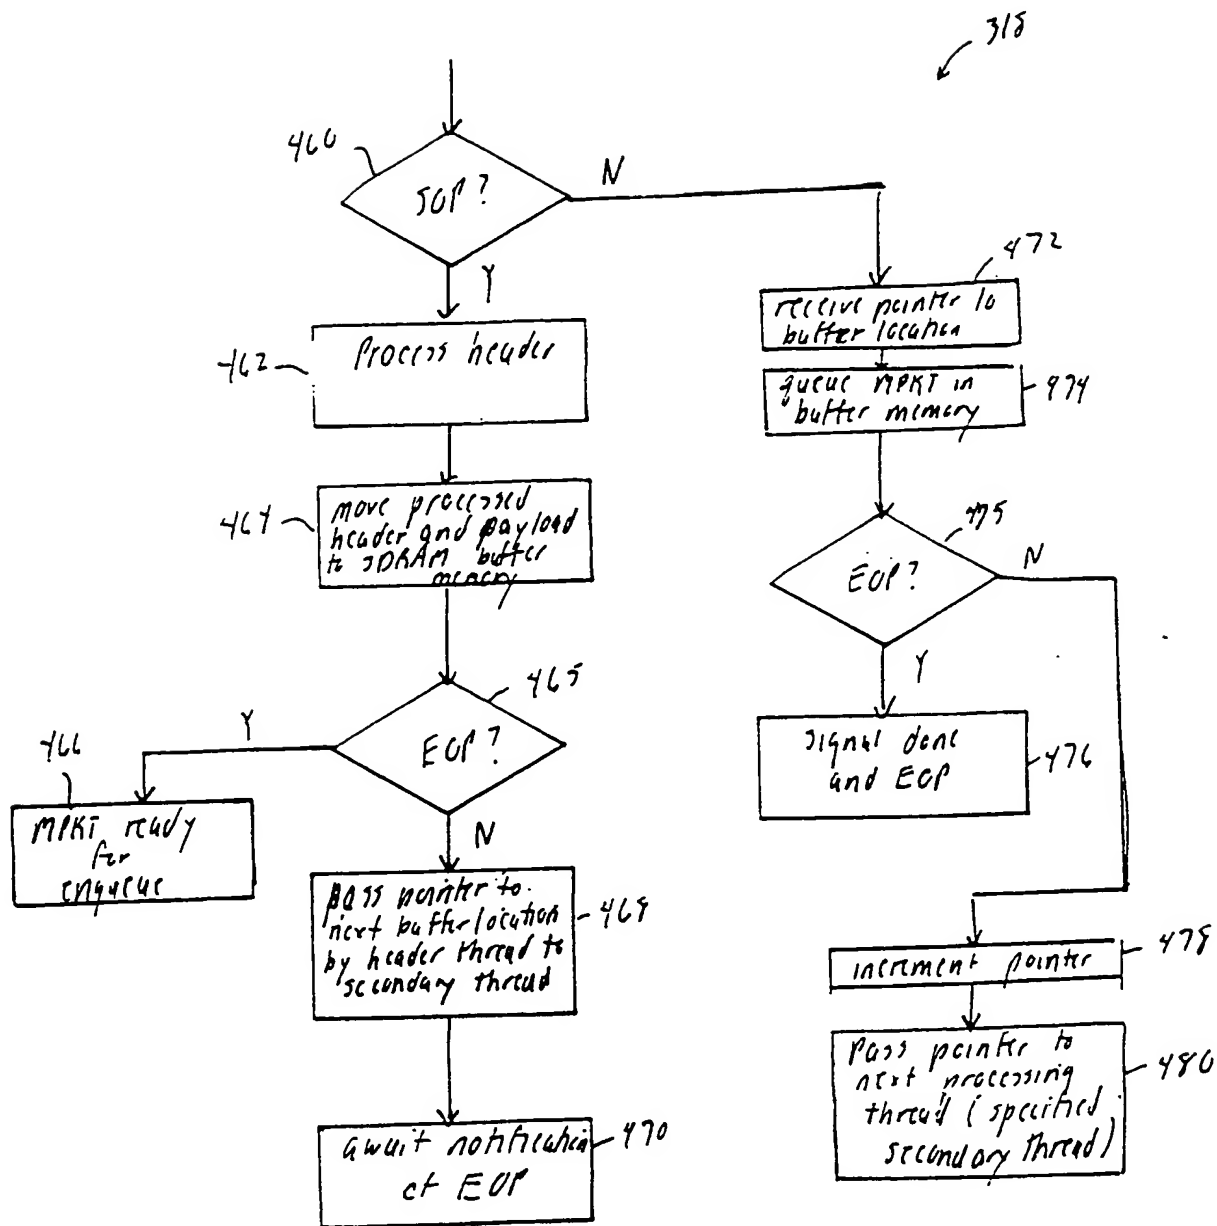 318
460
SOP?
N
Y
472
receive pointer to
buffer location
process header
462
queue MPKT in
buffer memory
474
move processed
header and payload
to SDRAM buffer
memory
464
475
EOP?
N
Y
465
EOP?
Y
N
signal done
and EOP
476
466
MPKT ready
for
enqueue
pass pointer to
next buffer location
by header thread to
secondary thread
468
increment pointer
478
pass pointer to
next processing
thread (specified
secondary thread)
480
await notification
of EOP
470